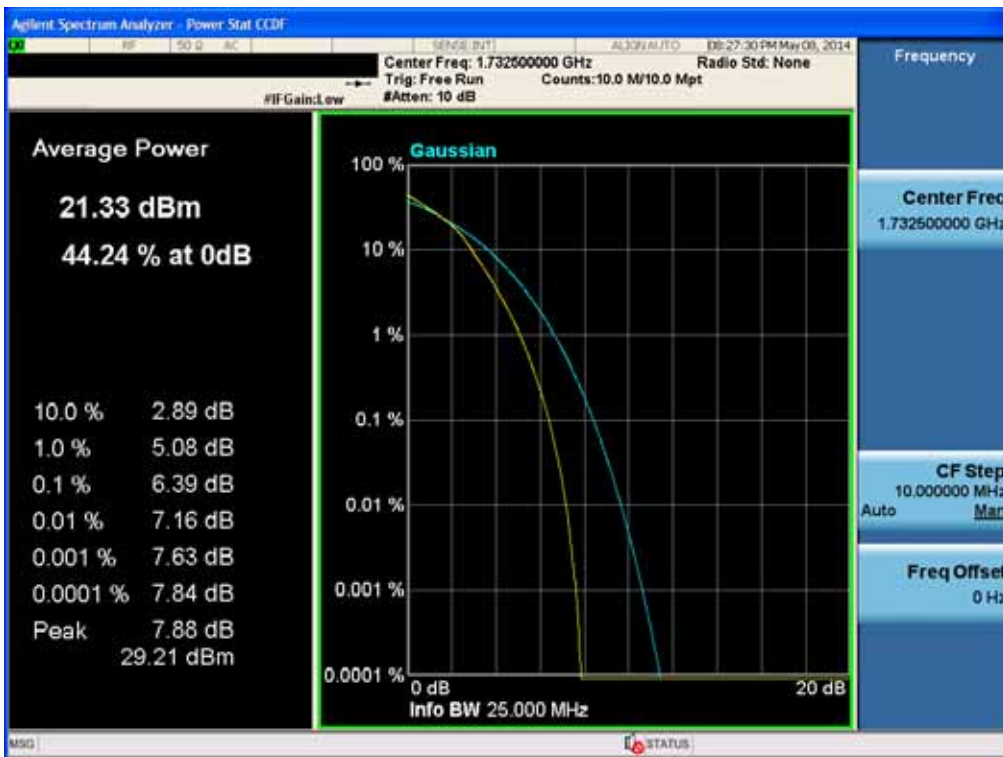 Agilent Spectrum Analyzer - Power Stat CCDF
RF 50 Ω AC SENSE:INT ALIGN AUTO 08:27:30 PM May 08, 2014
Center Freq: 1.732500000 GHz Radio Std: None
Trig: Free Run Counts:10.0 M/10.0 Mpt
#IFGain:Low #Atten: 10 dB
Frequency
Average Power
21.33 dBm
44.24 % at 0dB
10.0 % 2.89 dB
1.0 % 5.08 dB
0.1 % 6.39 dB
0.01 % 7.16 dB
0.001 % 7.63 dB
0.0001 % 7.84 dB
Peak 7.88 dB
29.21 dBm
Gaussian
100 %
10 %
1 %
0.1 %
0.01 %
0.001 %
0.0001 %
0 dB 20 dB
Info BW 25.000 MHz
Center Freq
1.732500000 GHz
CF Step
10.000000 MHz
Auto Man
Freq Offset
0 Hz
MSG STATUS